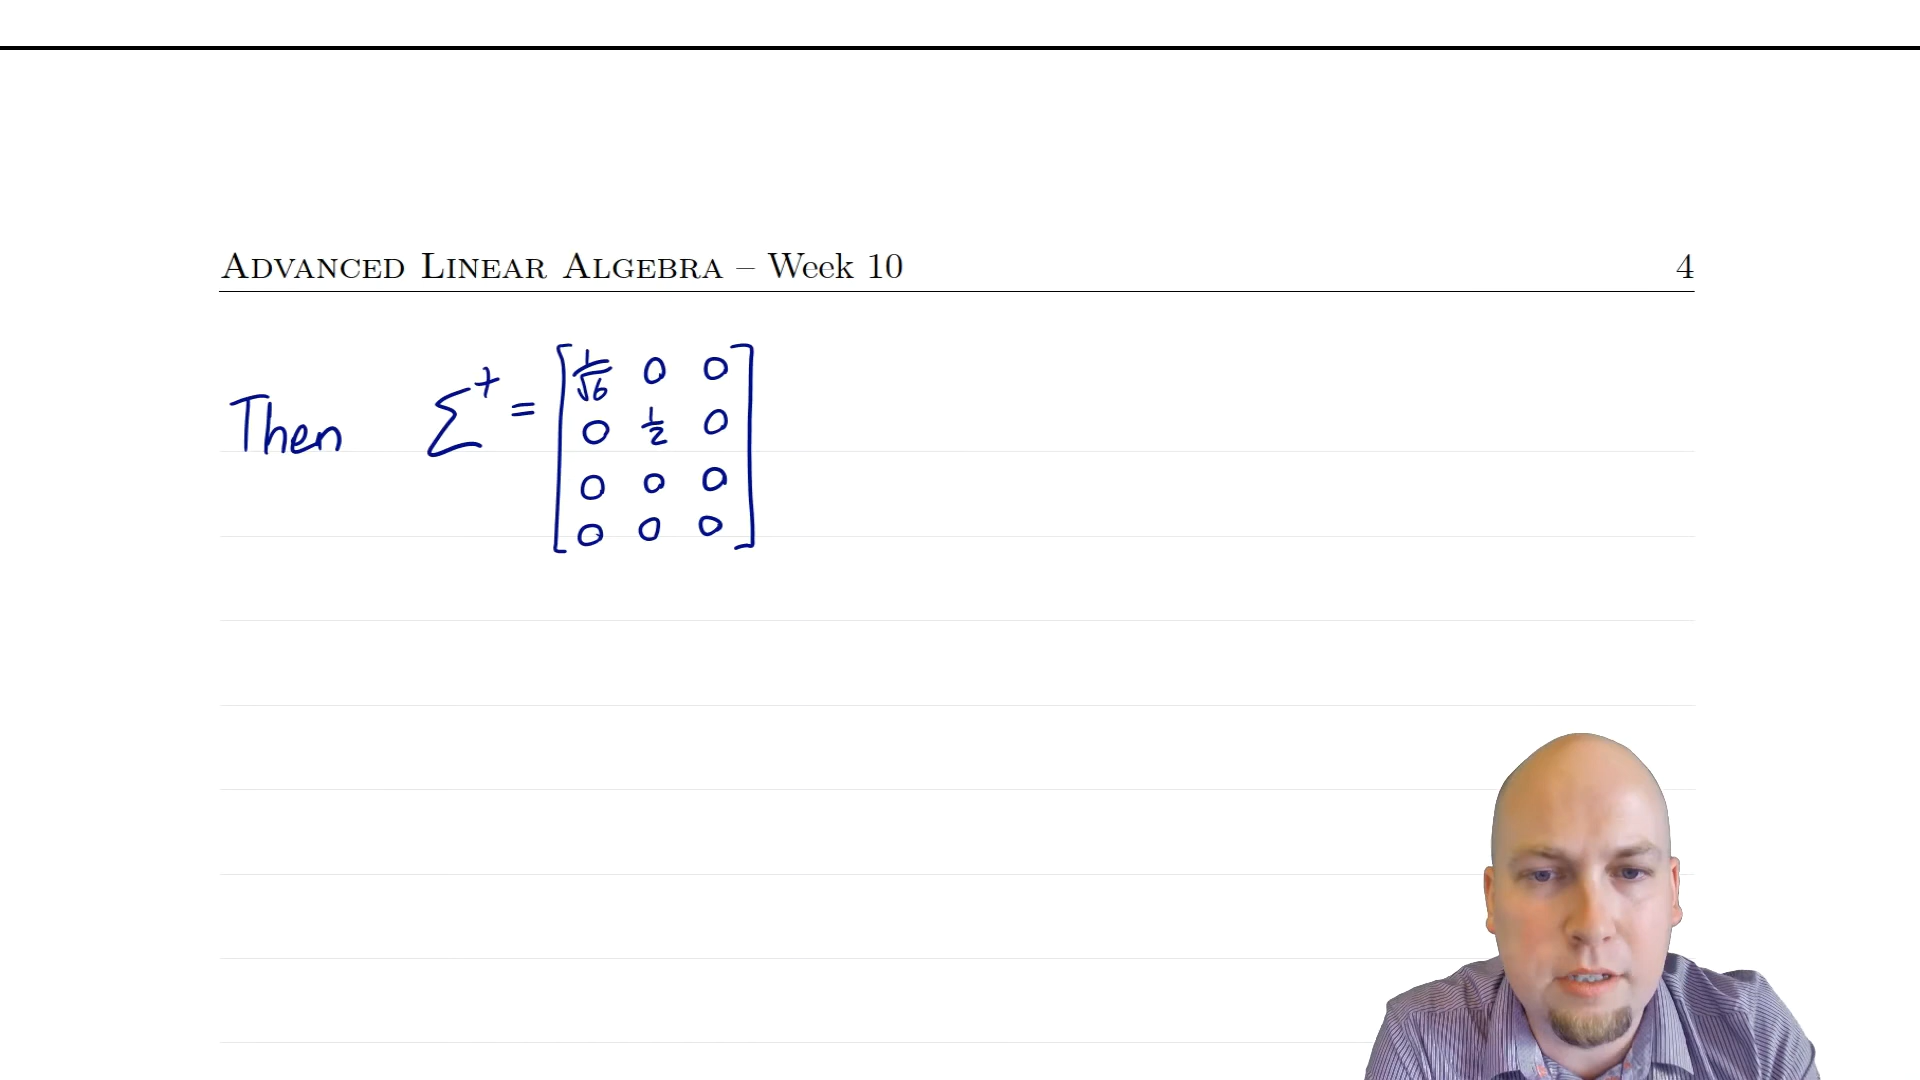 ADVANCED LINEAR ALGEBRA – Week 10 4
Then Σ⁺ = [ 1/√6 0 0
0 1/2 0
0 0 0
0 0 0 ]